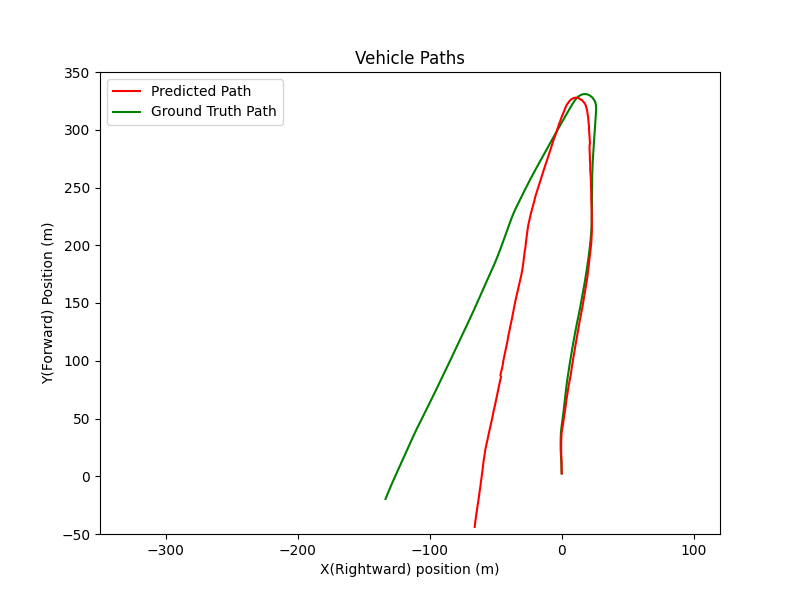 Vehicle Paths
Predicted Path
Ground Truth Path
350
300
250
200
150
100
50
0
−50
Y(Forward) Position (m)
−300
−200
−100
0
100
X(Rightward) position (m)